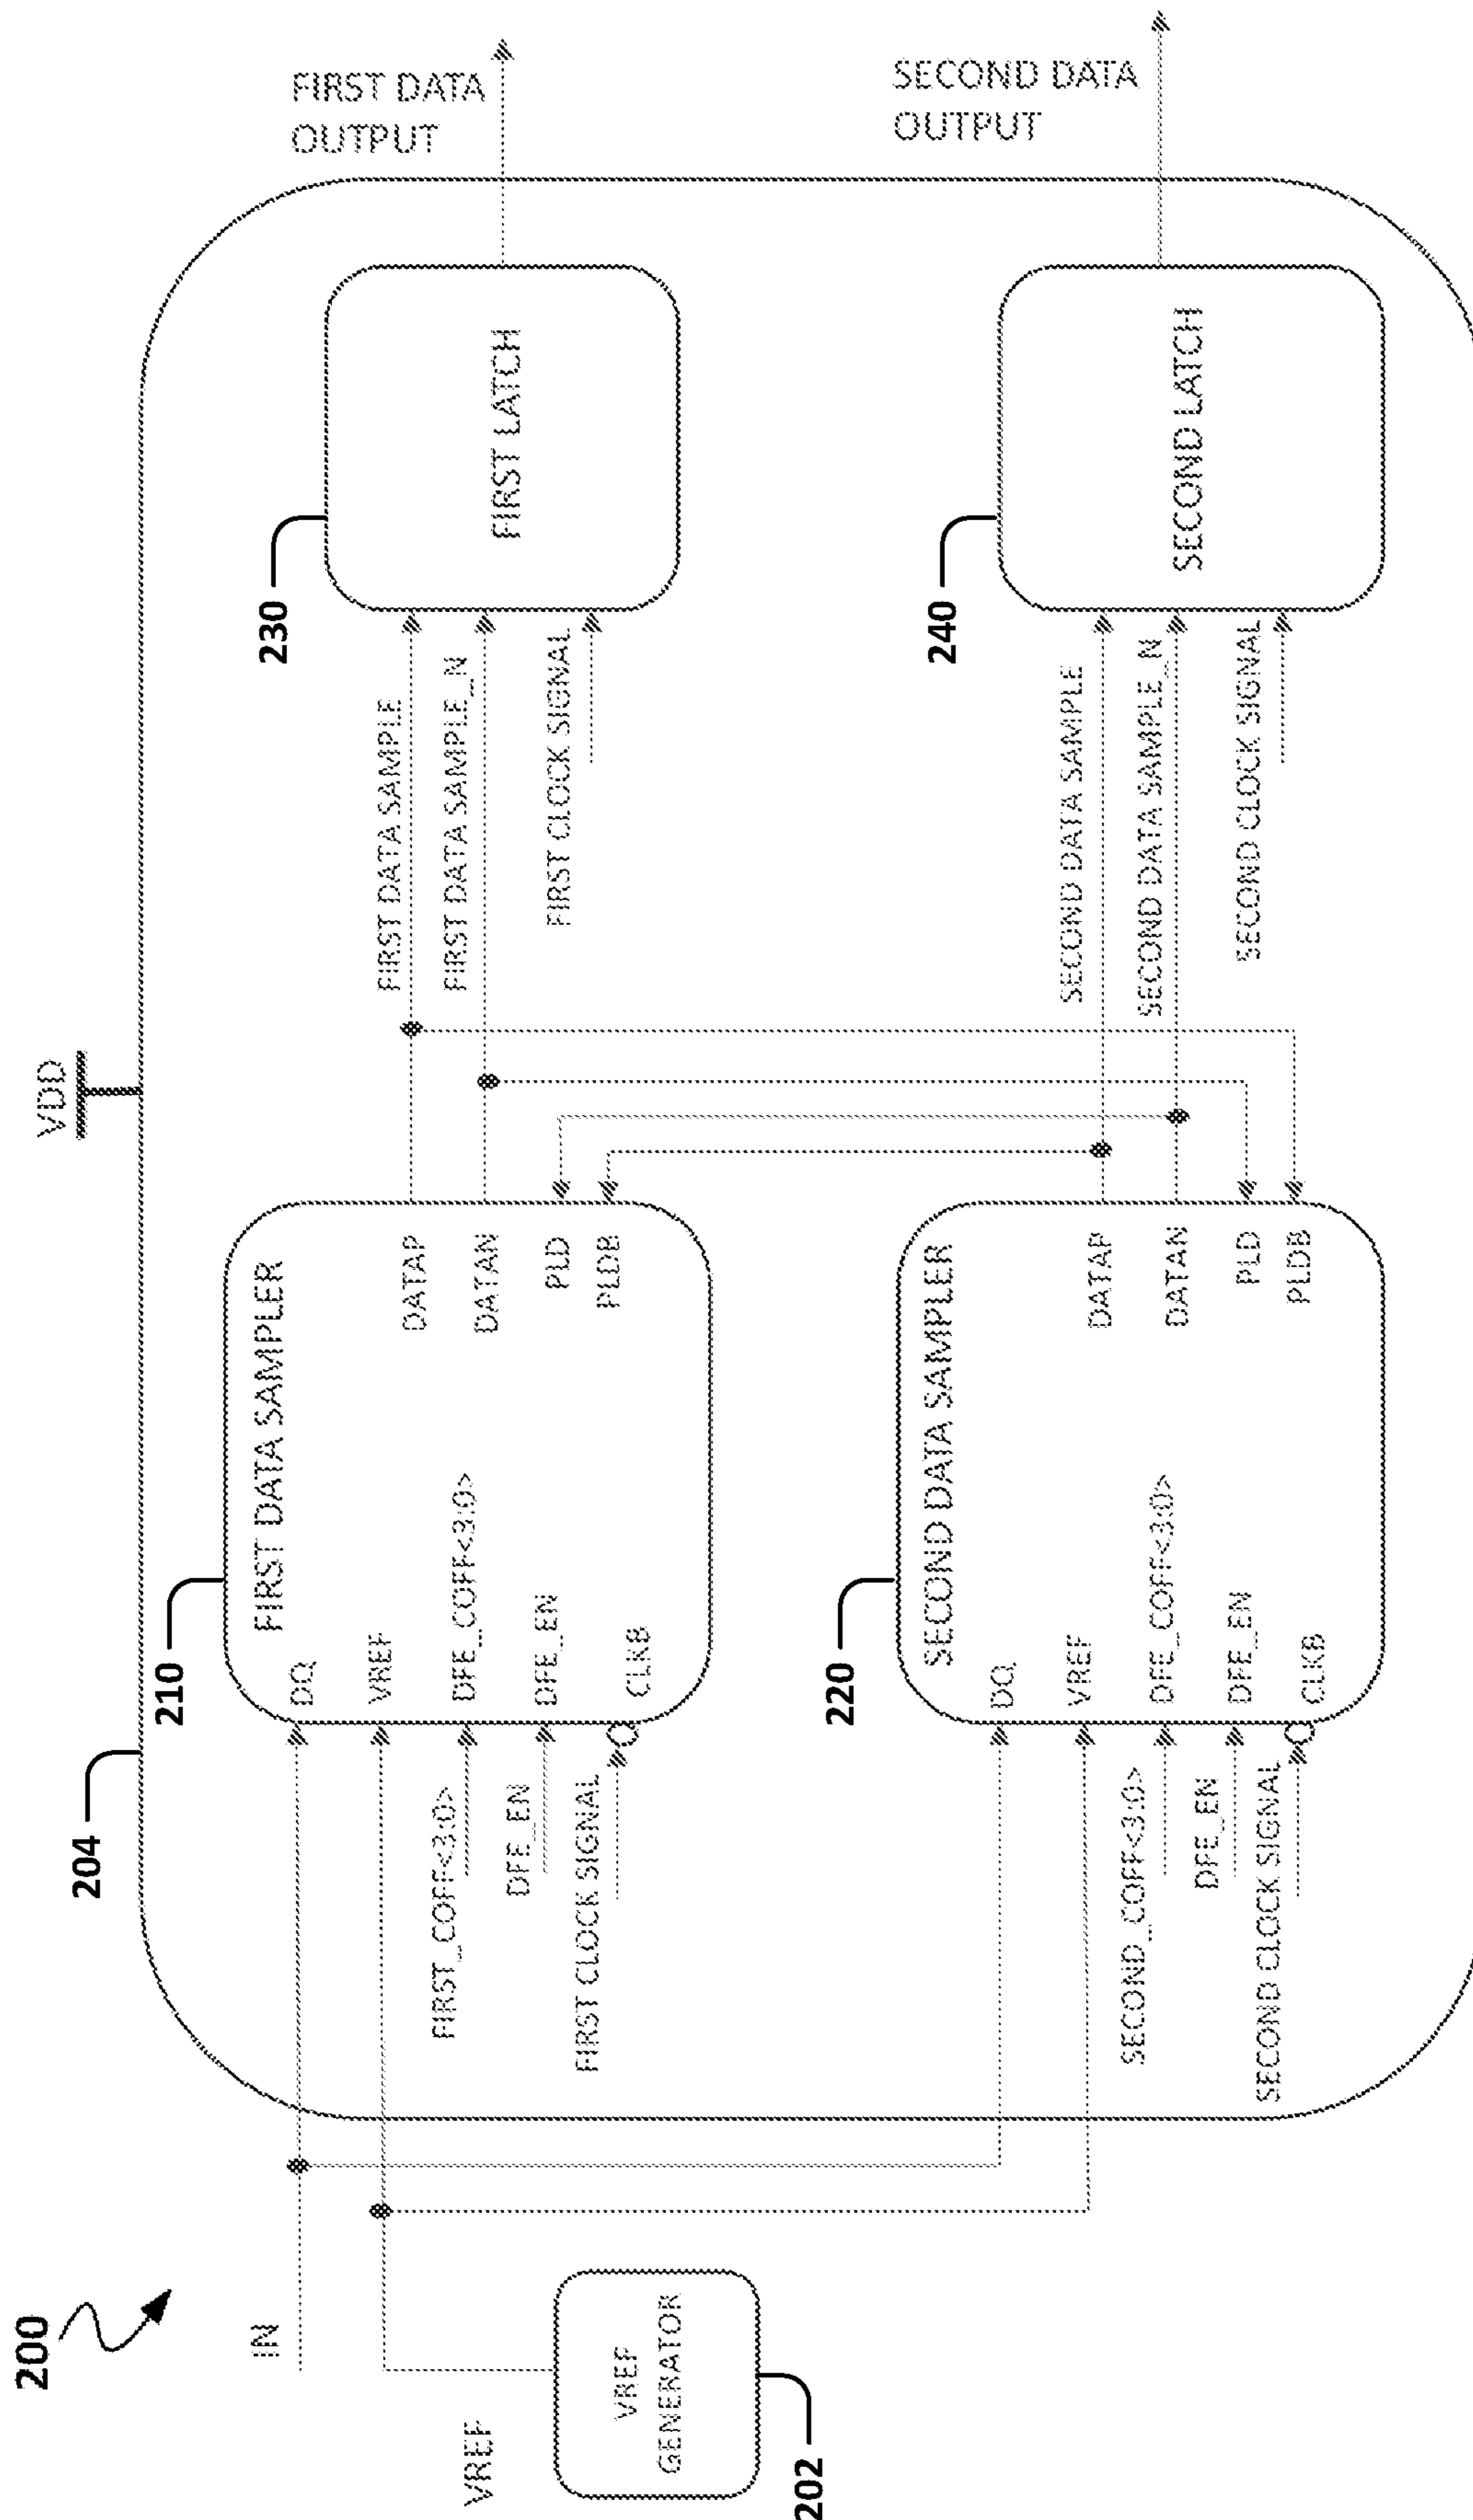 200
204
VDD
IN
VREF
VREF
GENERATOR
202
210
FIRST DATA SAMPLER
DQ
VREF
DFE_COFF<3:0>
DFE_EN
CLKB
FIRST_COFF<3:0>
DFE_EN
FIRST CLOCK SIGNAL
DATAP
DATAN
PLD
PLDB
FIRST DATA SAMPLE
FIRST DATA SAMPLE_N
FIRST CLOCK SIGNAL
230
FIRST LATCH
FIRST DATA
OUTPUT
220
SECOND DATA SAMPLER
DQ
VREF
DFE_COFF<3:0>
DFE_EN
CLKB
SECOND_COFF<3:0>
DFE_EN
SECOND CLOCK SIGNAL
DATAP
DATAN
PLD
PLDB
SECOND DATA SAMPLE
SECOND DATA SAMPLE_N
SECOND CLOCK SIGNAL
240
SECOND LATCH
SECOND DATA
OUTPUT